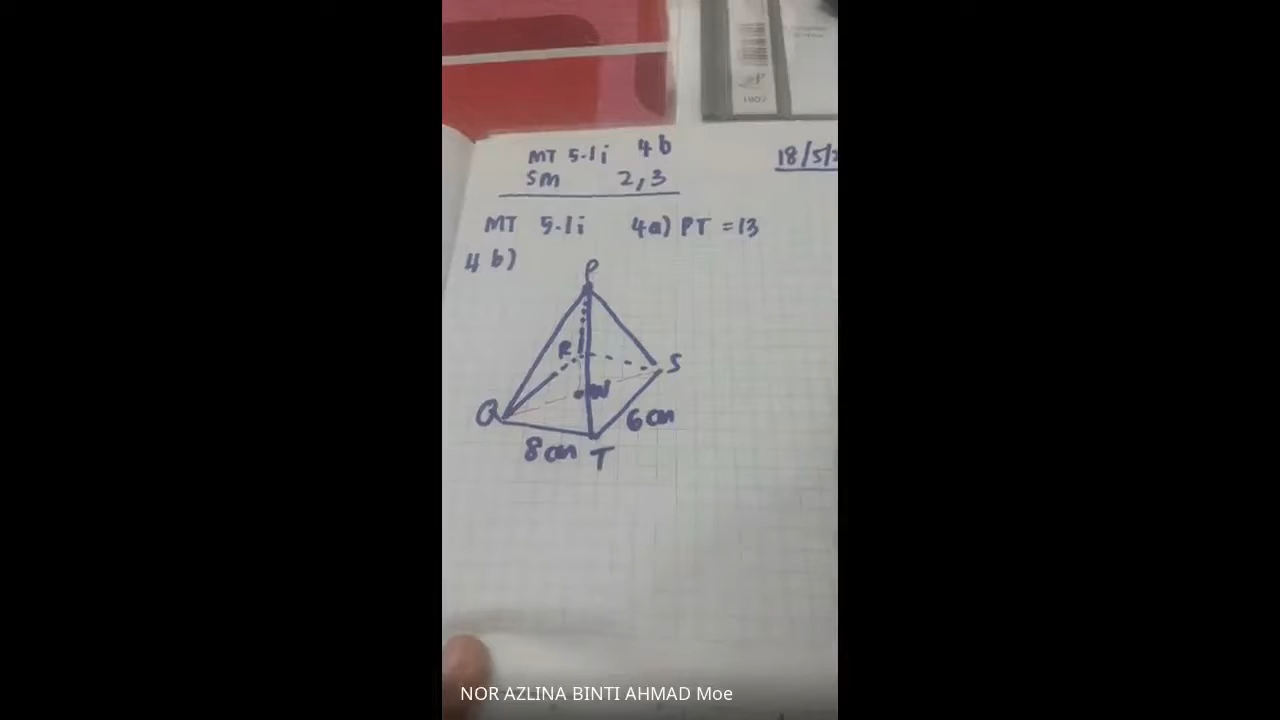 MT 5.1i 4b
SM 2,3
18/5/2
MT 5.1i 4a) PT = 13
4 b)
P
R
S
W
Q
6 cm
8 cm T
NOR AZLINA BINTI AHMAD Moe